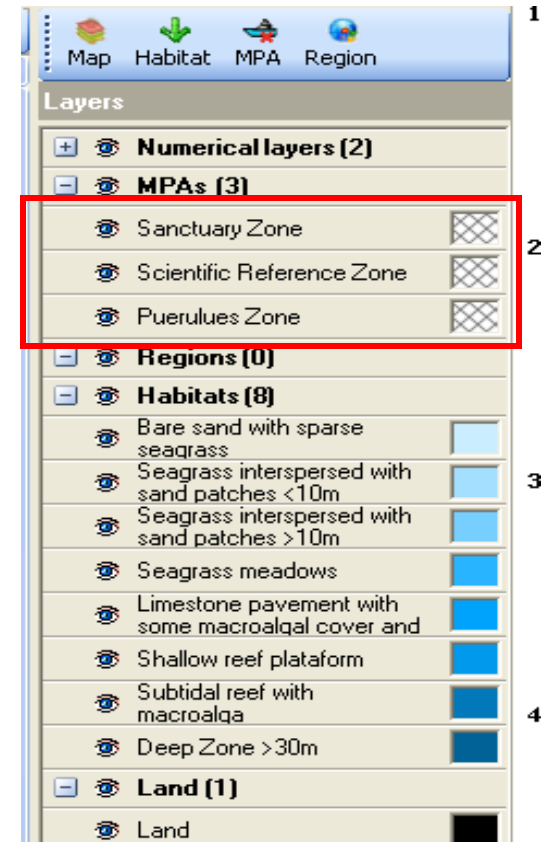 1
Map Habitat MPA Region
Layers
Numerical layers (2)
MPAs (3)
Sanctuary Zone
2
Scientific Reference Zone
Puerulues Zone
Regions (0)
Habitats (8)
Bare sand with sparse
seagrass
Seagrass interspersed with
3
sand patches <10m
Seagrass interspersed with
sand patches >10m
Seagrass meadows
Limestone pavement with
some macroalgal cover and
Shallow reef plataform
Subtidal reef with
macroalga
4
Deep Zone >30m
Land (1)
Land